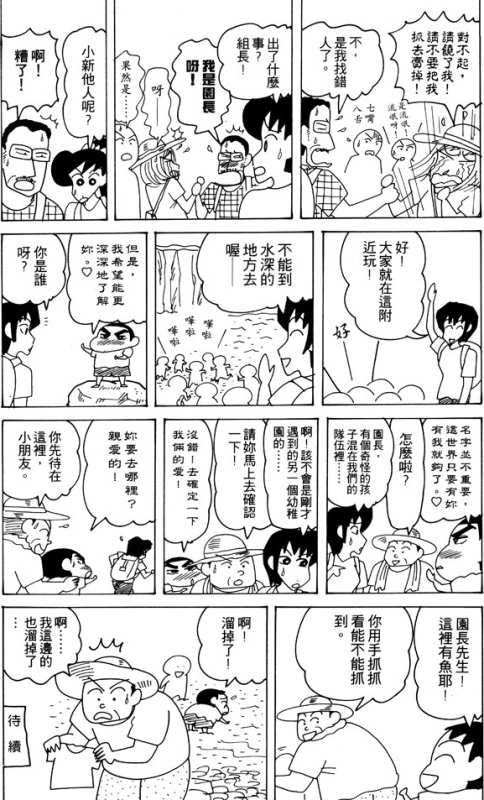 對不起，
請饒了我！
請不要把我
抓去賣掉！
是流氓…
流氓呀…
不，
是我找錯
人了。
七嘴
八舌
出了什麼
事？
組長！
我是園長
呀！
呀—
果然是……
小新他人呢？
啊！
糟了！
好！
大家就在這附
近玩！
好
不能到
水深的
地方去
喔——
嘩啦
嘩啦
嘩啦
但是，
我希望能更
深深地了解
妳。♡
你是誰
呀？
名字並不重要，
這世界只要有妳
有我就夠了。♡
怎麼啦？
園長，
有個奇怪的孩
子混在我們的
隊伍裡……
啊！該不會是剛才
遇到的另一個幼稚
園的……
請妳馬上去確認
一下！
沒錯！去確定一下
我倆的愛！
妳要去哪裡？
親愛的！
你先待在
這裡，
小朋友。
園長先生！
這裡有魚耶！
你用手抓抓
看能不能抓
到。
啊！
溜掉了！
啊……
我這邊的
也溜掉了
待續